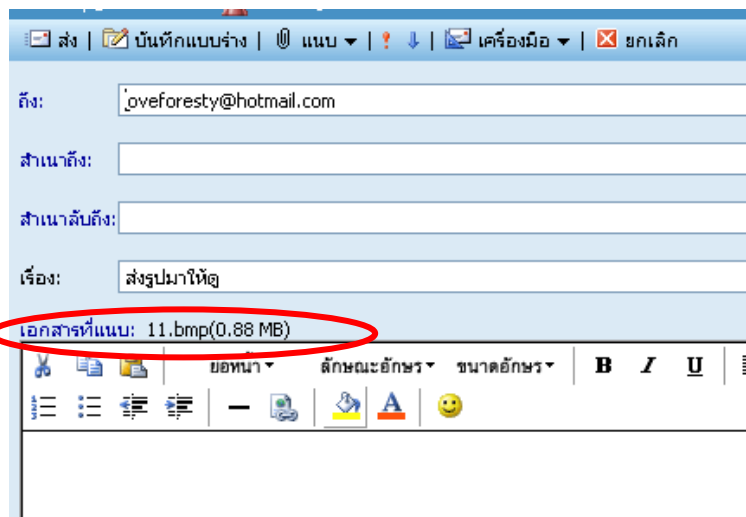 ส่ง | บันทึกแบบร่าง | แนบ | เครื่องมือ | ยกเลิก
ถึง: loveforesty@hotmail.com
สำเนาถึง:
สำเนาลับถึง:
เรื่อง: ส่งรูปมาให้ดู
เอกสารที่แนบ: 11.bmp(0.88 MB)
ย่อหน้า ลักษณะอักษร ขนาดอักษร B I U
A